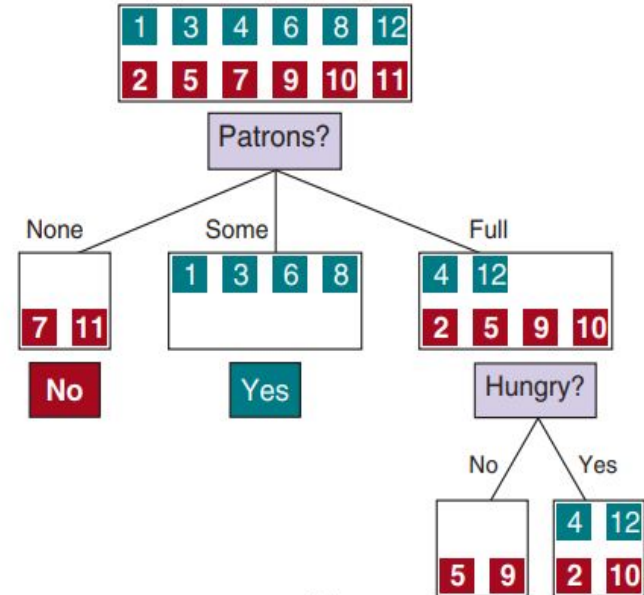 1 3 4 6 8 12
2 5 7 9 10 11
Patrons?
None Some Full
1 3 6 8 4 12
7 11 2 5 9 10
No Yes Hungry?
No Yes
4 12
5 9 2 10